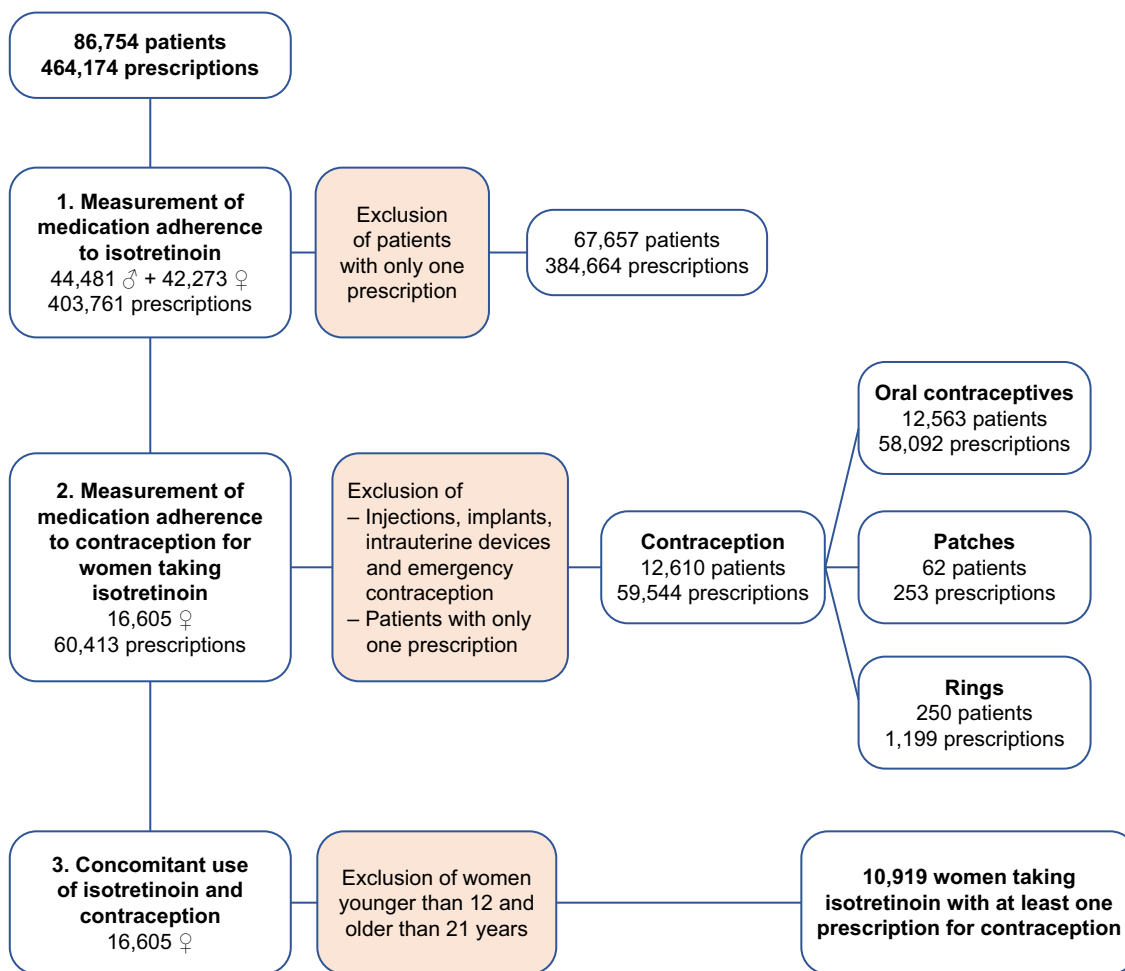 86,754 patients
464,174 prescriptions
1. Measurement of
medication adherence
to isotretinoin
44,481 ♂ + 42,273 ♀
403,761 prescriptions
Exclusion
of patients
with only one
prescription
67,657 patients
384,664 prescriptions
2. Measurement of
medication adherence
to contraception for
women taking
isotretinoin
16,605 ♀
60,413 prescriptions
Exclusion of
– Injections, implants,
intrauterine devices
and emergency
contraception
– Patients with only
one prescription
Contraception
12,610 patients
59,544 prescriptions
Oral contraceptives
12,563 patients
58,092 prescriptions
Patches
62 patients
253 prescriptions
Rings
250 patients
1,199 prescriptions
3. Concomitant use
of isotretinoin and
contraception
16,605 ♀
Exclusion of women
younger than 12 and
older than 21 years
10,919 women taking
isotretinoin with at least one
prescription for contraception